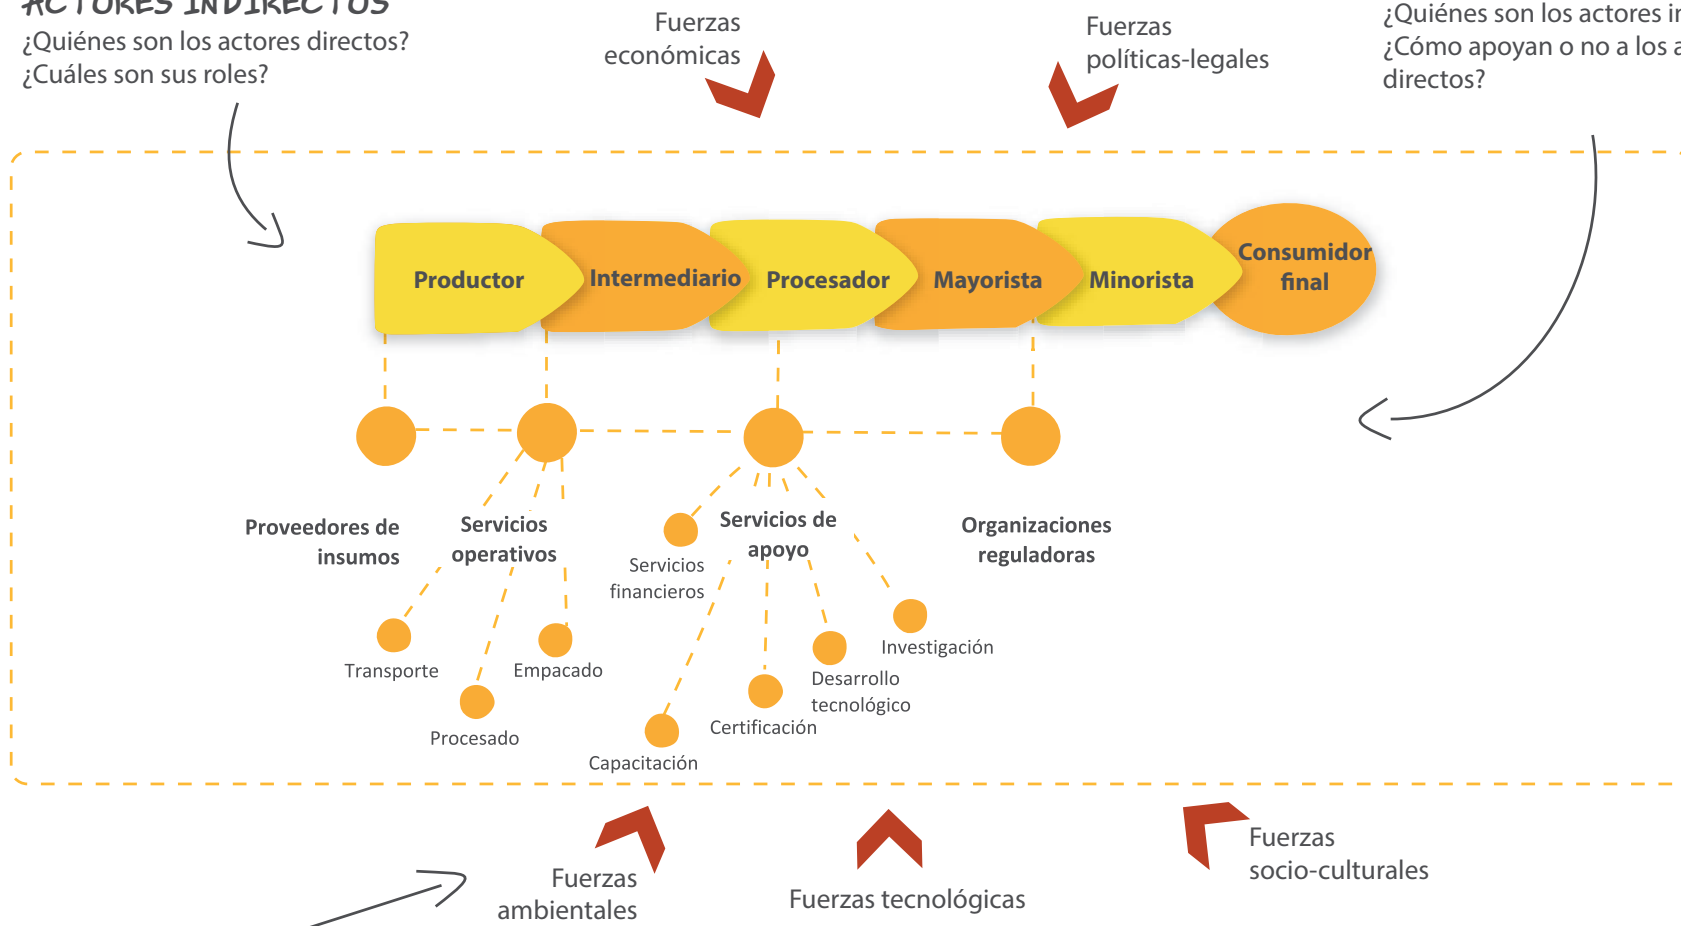 ACTORES INDIRECTOS
¿Quiénes son los actores directos?
¿Cuáles son sus roles?
Fuerzas
económicas
Fuerzas
políticas-legales
¿Quiénes son los actores
¿Cómo apoyan o no a los
directos?
Productor
Intermediario
Procesador
Mayorista
Minorista
Consumidor
final
Proveedores de
insumos
Servicios
operativos
Servicios de
apoyo
Organizaciones
reguladoras
Servicios
financieros
Transporte
Procesado
Empacado
Capacitación
Certificación
Desarrollo
tecnológico
Investigación
Fuerzas
ambientales
Fuerzas tecnológicas
Fuerzas
socio-culturales